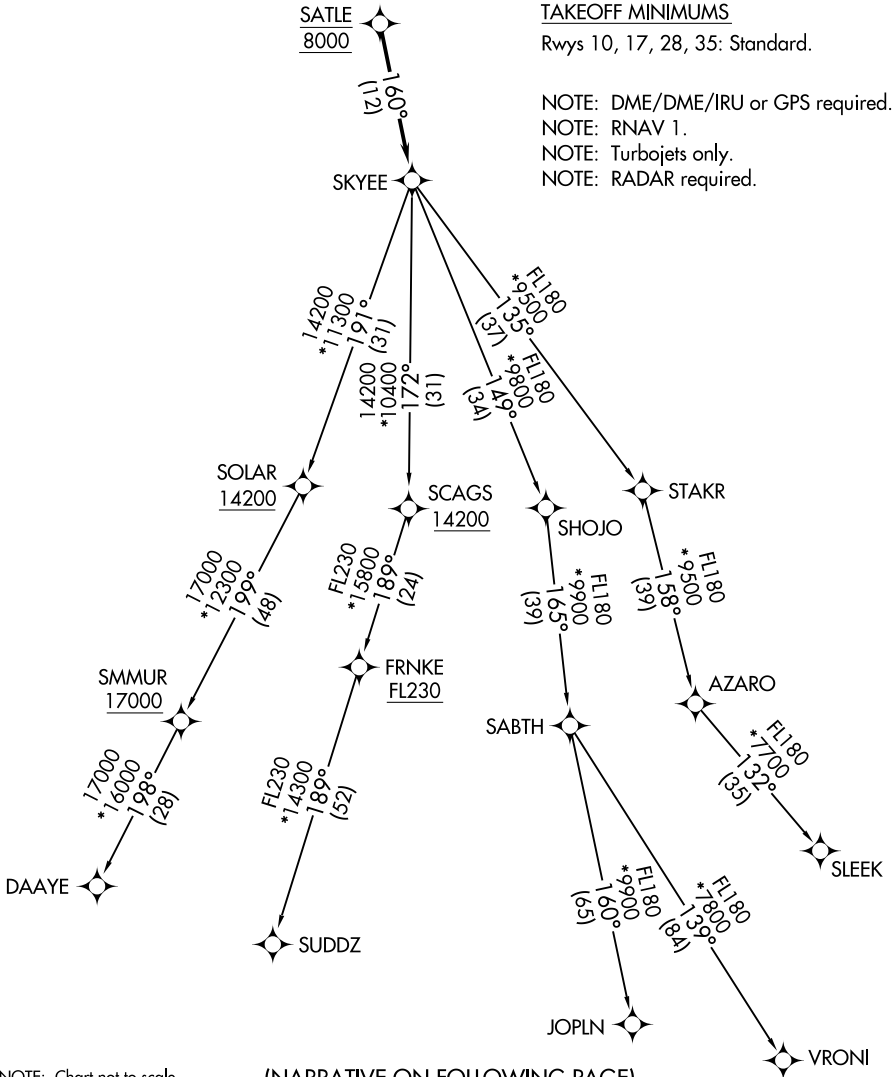 SATLE
8000
TAKEOFF MINIMUMS
Rwys 10, 17, 28, 35: Standard.
160°
(12)
NOTE: DME/DME/IRU or GPS required.
NOTE: RNAV 1.
NOTE: Turbojets only.
NOTE: RADAR required.
SKYEE
14200
*11300
191°
(31)
14200
*10400
172°
(31)
FL180
*9800
149°
(34)
FL180
*9500
135°
(37)
SOLAR
14200
SCAGS
14200
SHOJO
STAKR
17000
*12300
199°
(48)
FL230
*15800
189°
(24)
FL180
*9900
165°
(39)
FL180
*9500
158°
(39)
SMMUR
17000
FRNKE
FL230
SABTH
AZARO
17000
*16000
198°
(28)
FL230
*14300
189°
(52)
FL180
*7700
132°
(35)
DAAYE
SUDDZ
FL180
*9900
160°
(65)
FL180
*7800
139°
(84)
SLEEK
JOPLN
VRONI
NOTE: Chart not to scale.
(NARRATIVE ON FOLLOWING PAGE)